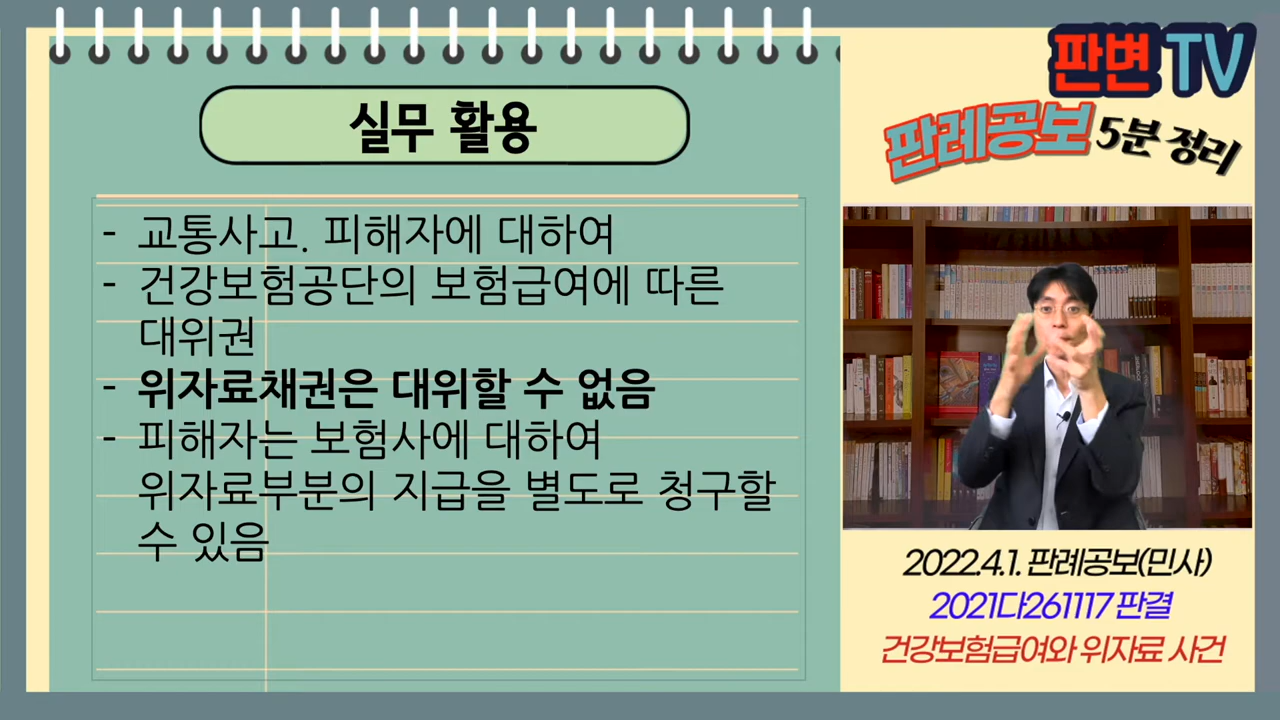 판변 TV
판례공보 5분 정리
실무 활용
- 교통사고. 피해자에 대하여
- 건강보험공단의 보험급여에 따른
대위권
- 위자료채권은 대위할 수 없음
- 피해자는 보험사에 대하여
위자료부분의 지급을 별도로 청구할
수 있음
2022.4.1. 판례공보(민사)
2021다261117 판결
건강보험급여와 위자료 사건